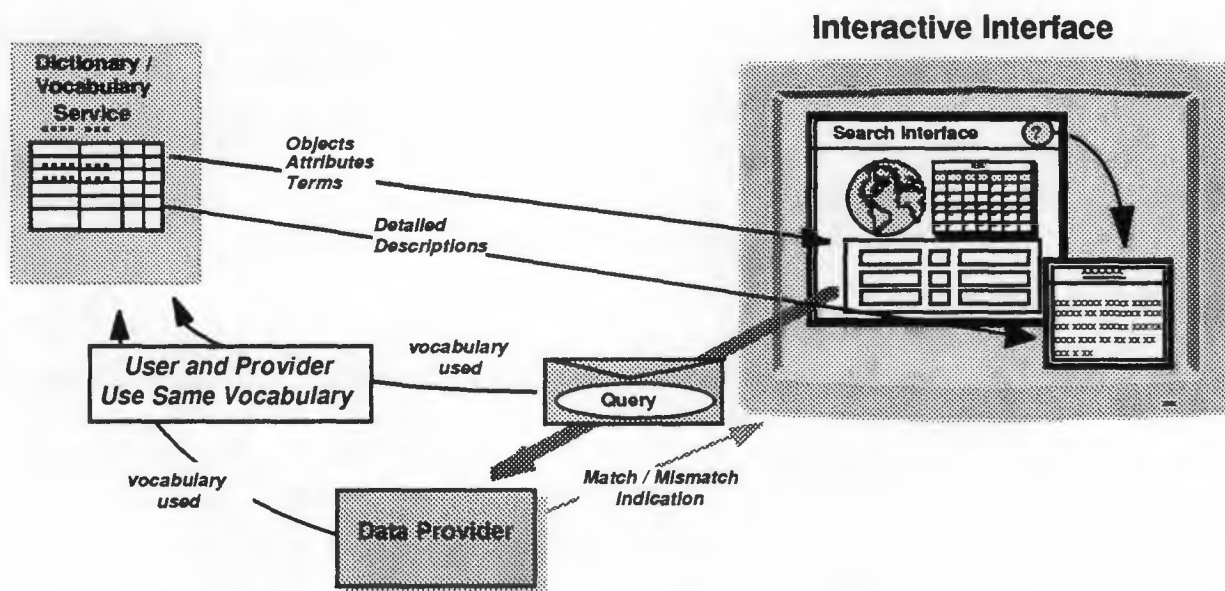 Interactive Interface
Dictionary /
Vocabulary
Service
Objects
Attributes
Terms
Detailed
Descriptions
Search Interface
?
User and Provider
Use Same Vocabulary
vocabulary
used
Query
vocabulary
used
Match / Mismatch
Indication
Data Provider